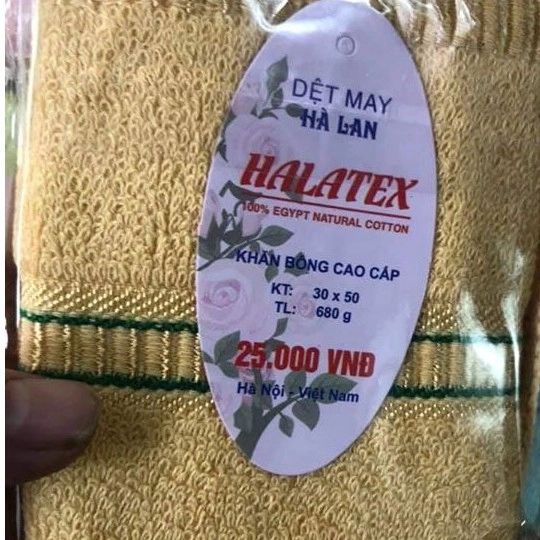 DỆT MAY
HÀ LAN
HALATEX
100% EGYPT NATURAL COTTON
KHĂN BÔNG CAO CẤP
KT: 30 x 50
TL: 680 g
25.000 VNĐ
Hà Nội - Việt Nam